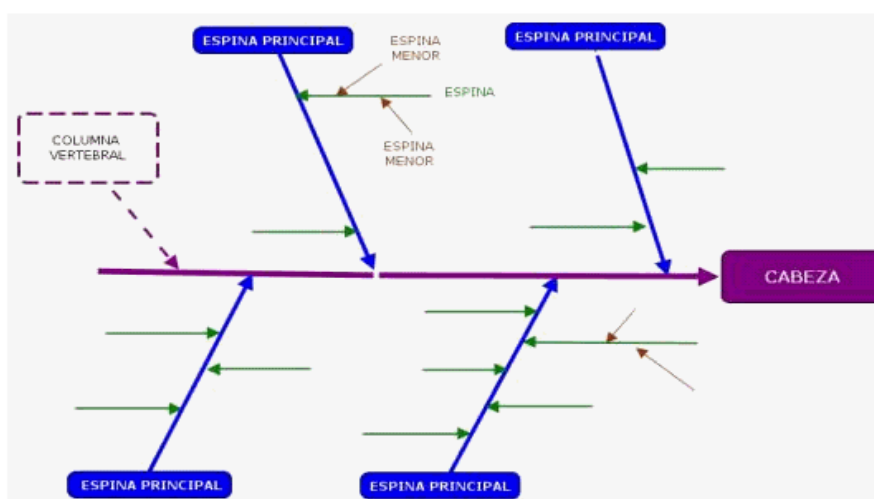 ESPINA PRINCIPAL
ESPINA
MENOR
ESPINA PRINCIPAL
ESPINA
COLUMNA
VERTEBRAL
ESPINA
MENOR
CABEZA
ESPINA PRINCIPAL
ESPINA PRINCIPAL